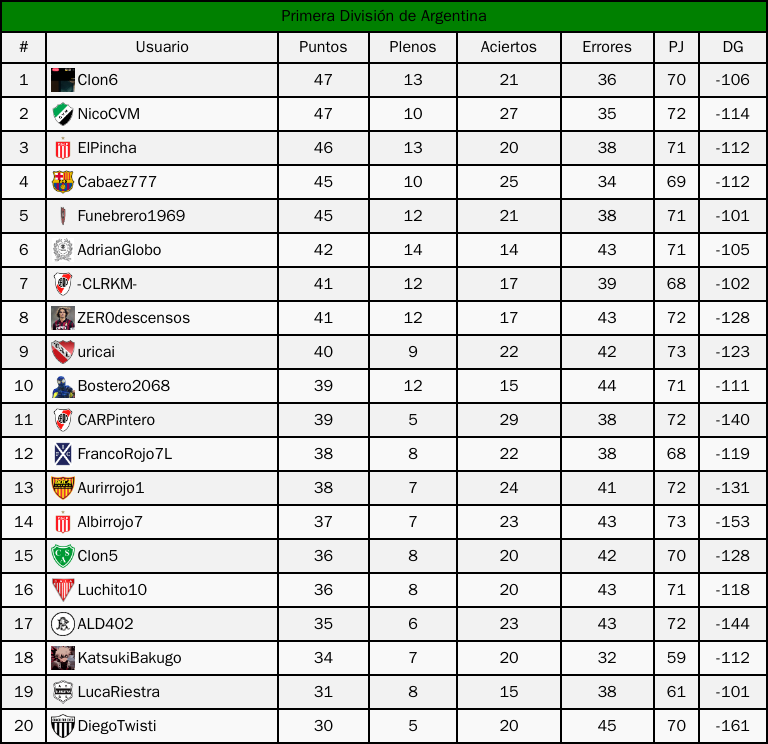 Primera División de Argentina
# Usuario Puntos Plenos Aciertos Errores PJ DG
1 Clon6 47 13 21 36 70 -106
2 NicoCVM 47 10 27 35 72 -114
3 ElPincha 46 13 20 38 71 -112
4 Cabaez777 45 10 25 34 69 -112
5 Funebrero1969 45 12 21 38 71 -101
6 AdrianGlobo 42 14 14 43 71 -105
7 -CLRKM- 41 12 17 39 68 -102
8 ZER0descensos 41 12 17 43 72 -128
9 uricai 40 9 22 42 73 -123
10 Bostero2068 39 12 15 44 71 -111
11 CARPintero 39 5 29 38 72 -140
12 FrancoRojo7L 38 8 22 38 68 -119
13 Aurirrojo1 38 7 24 41 72 -131
14 Albirrojo7 37 7 23 43 73 -153
15 Clon5 36 8 20 42 70 -128
16 Luchito10 36 8 20 43 71 -118
17 ALD402 35 6 23 43 72 -144
18 KatsukiBakugo 34 7 20 32 59 -112
19 LucaRiestra 31 8 15 38 61 -101
20 DiegoTwisti 30 5 20 45 70 -161